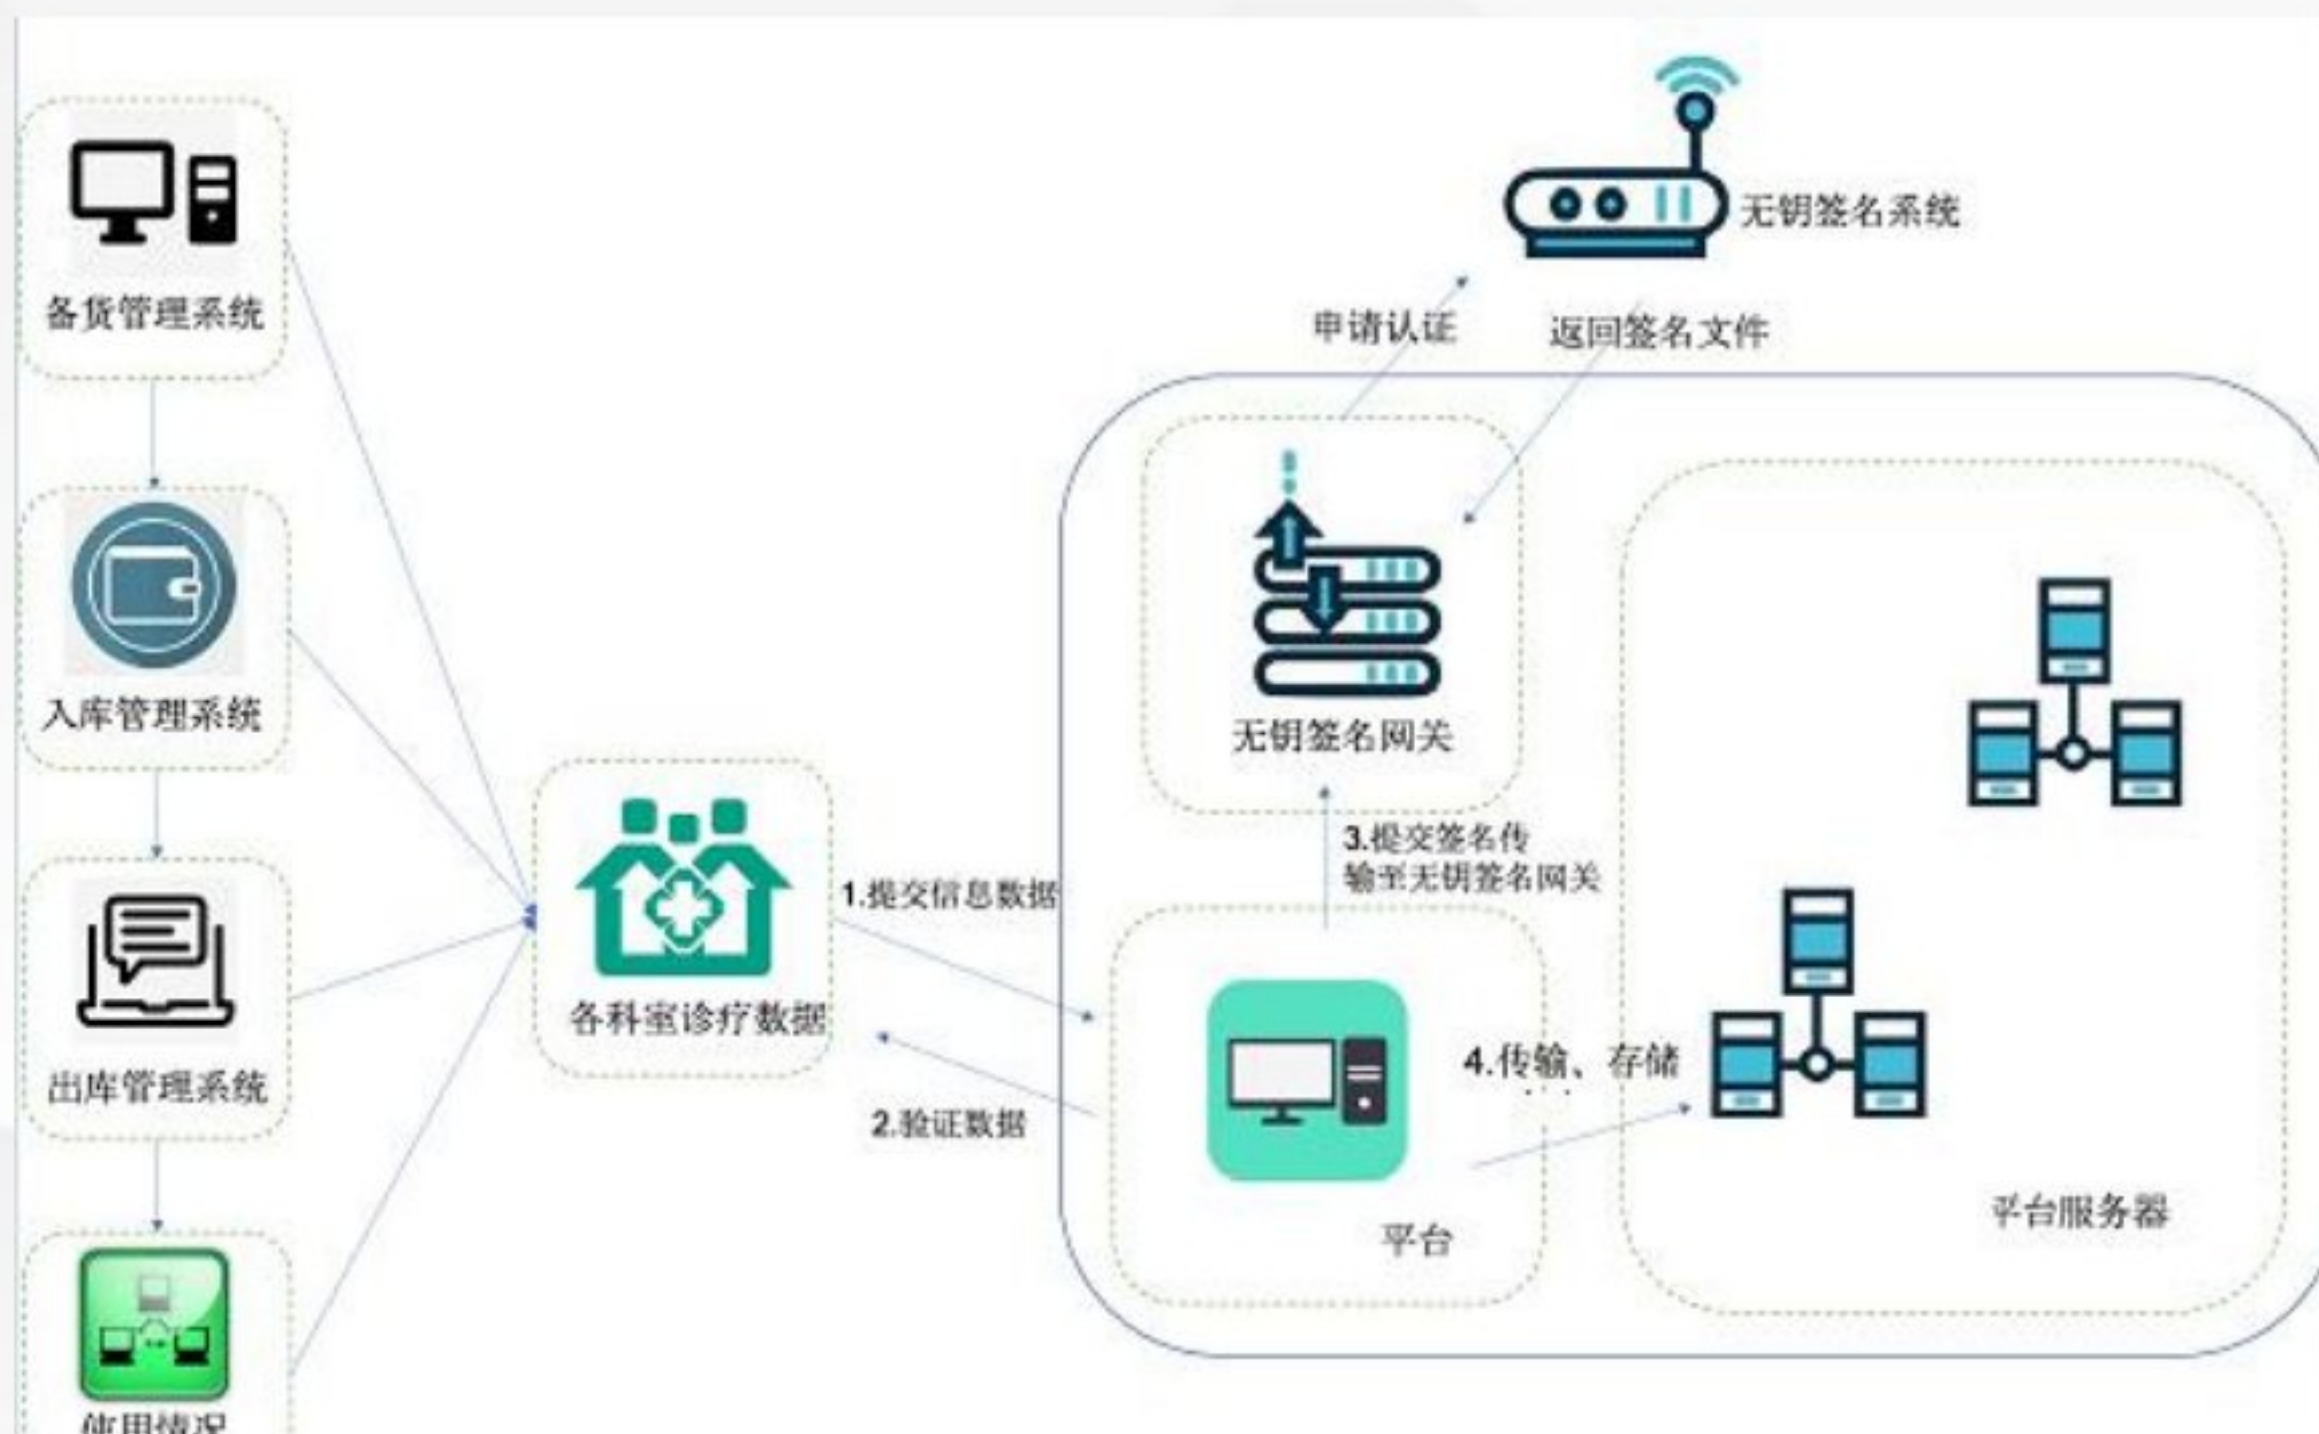 无钥签名系统
备货管理系统
申请认证
返回签名文件
入库管理系统
无钥签名网关
3.提交签名传
输至无钥签名网关
1.提交信息数据
各科室诊疗数据
4.传输、存储
出库管理系统
2.验证数据
平台服务器
平台
使用情况